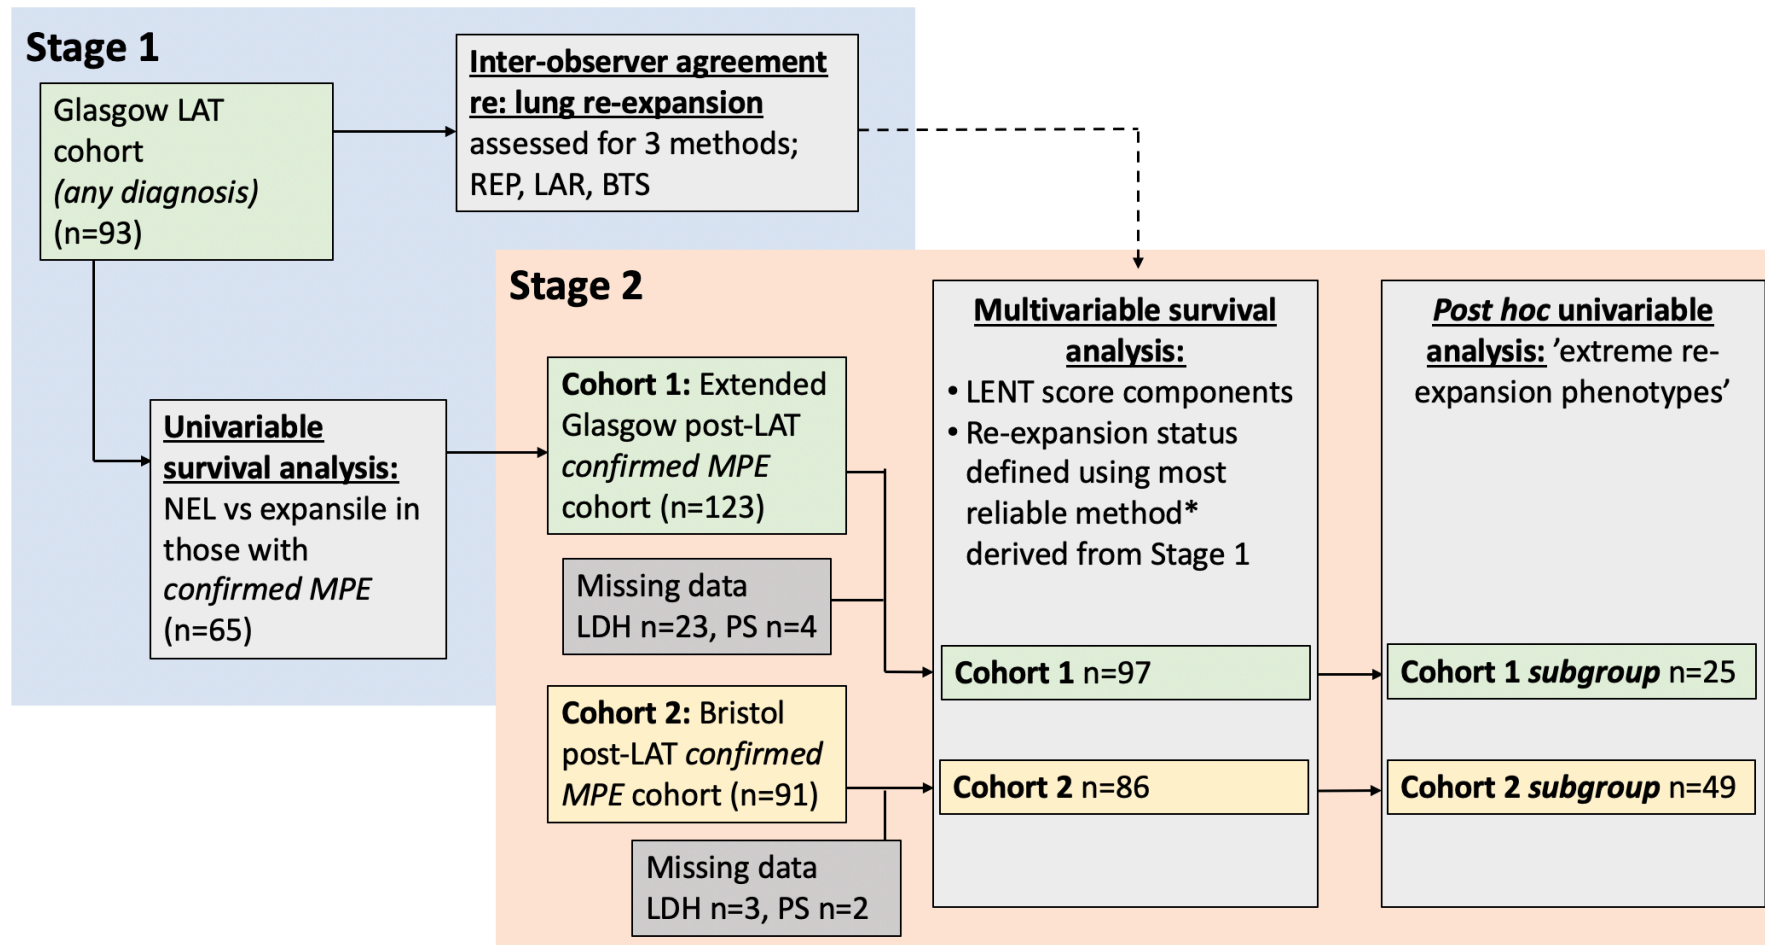 Stage 1
Glasgow LAT
cohort
(any diagnosis)
(n=93)
Inter-observer agreement
re: lung re-expansion
assessed for 3 methods;
REP, LAR, BTS
Univariable
survival analysis:
NEL vs expansile in
those with
confirmed MPE
(n=65)
Stage 2
Cohort 1: Extended
Glasgow post-LAT
confirmed MPE
cohort (n=123)
Missing data
LDH n=23, PS n=4
Cohort 2: Bristol
post-LAT confirmed
MPE cohort (n=91)
Missing data
LDH n=3, PS n=2
Multivariable survival
analysis:
• LENT score components
• Re-expansion status
defined using most
reliable method*
derived from Stage 1
Cohort 1 n=97
Cohort 2 n=86
Post hoc univariable
analysis: ’extreme re-
expansion phenotypes’
Cohort 1 subgroup n=25
Cohort 2 subgroup n=49